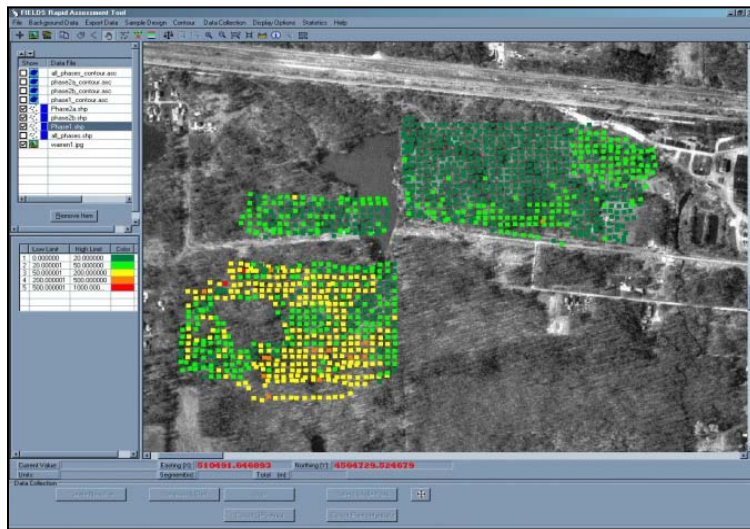 FIELDS Rapid Assessment Tool
File Background Data Export Data Sample Design Contour Data Collection Display Options Statistics Help
Show Data File
all_phases_contour.asc
phase2a_contour.asc
phase2b_contour.asc
phase1_contour.asc
Phase2a.shp
phase2b.shp
Phase1.shp
all_phases.shp
warren1.jpg
Remove Item
Low Limit High Limit Color
1 0.000000 20.000000
2 20.000001 50.000000
3 50.000001 200.000000
4 200.000001 500.000000
5 500.000001 1000.000...
Current Value: Easting (X): 510491.646093 Northing (Y): 4504729.524679
Units: Segment(m): Total (m):
Data Collection